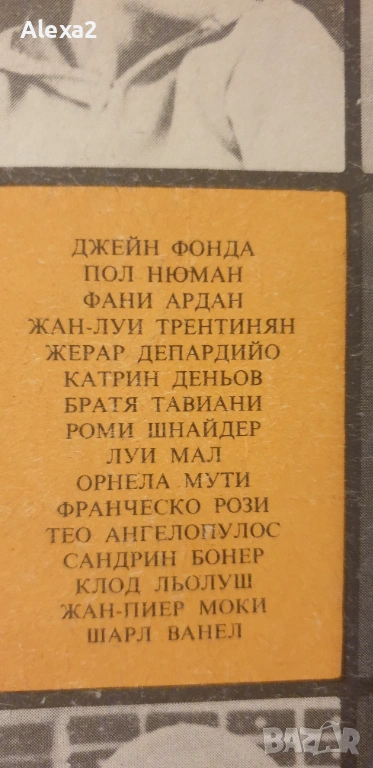 Alexa2
ДЖЕЙН ФОНДА
ПОЛ НЮМАН
ФАНИ АРДАН
ЖАН-ЛУИ ТРЕНТИНЯН
ЖЕРАР ДЕПАРДИЙО
КАТРИН ДЕНЬОВ
БРАТЯ ТАВИАНИ
РОМИ ШНАЙДЕР
ЛУИ МАЛ
ОРНЕЛА МУТИ
ФРАНЧЕСКО РОЗИ
ТЕО АНГЕЛОПУЛОС
САНДРИН БОНЕР
КЛОД ЛЬОЛУШ
ЖАН-ПИЕР МОКИ
ШАРЛ ВАНЕЛ
BAZAR